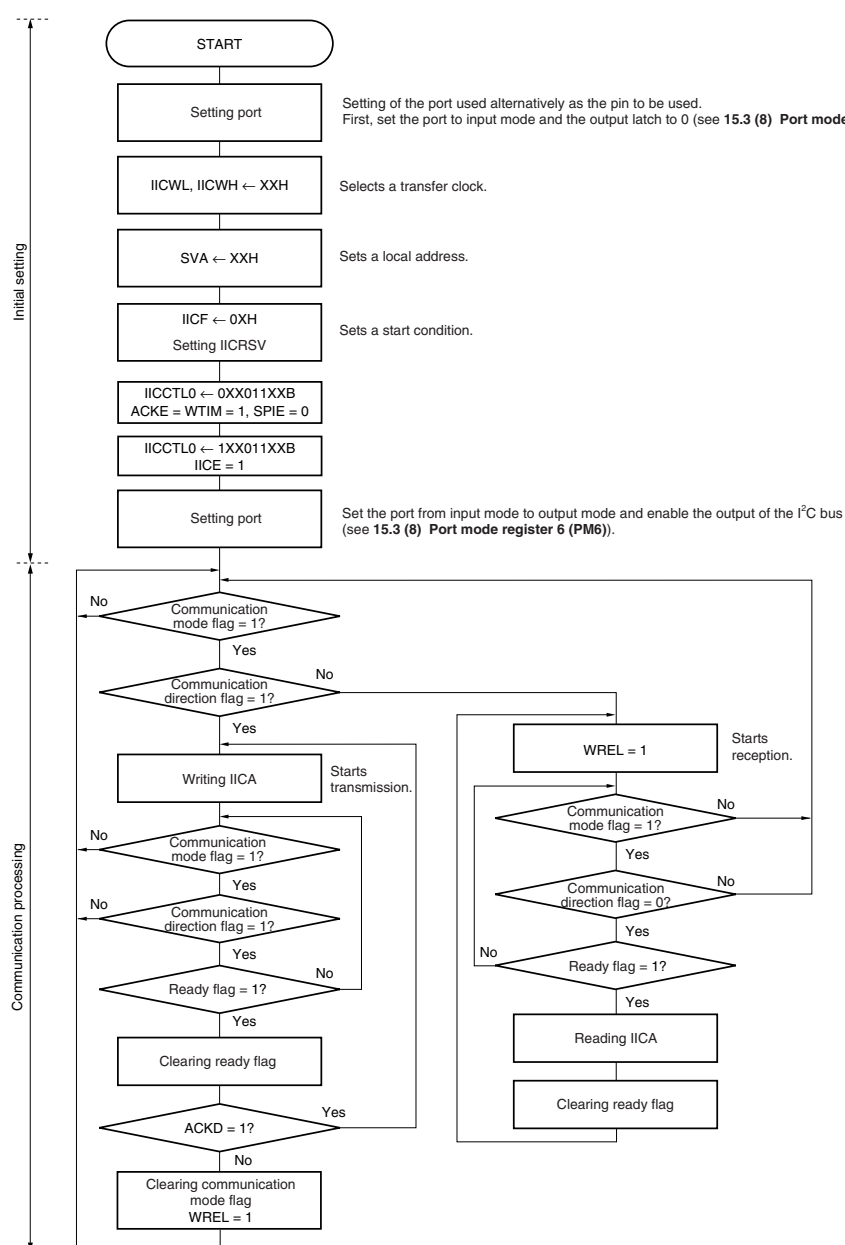 START
Setting port
Setting of the port used alternatively as the pin to be used.
First, set the port to input mode and the output latch to 0 (see 15.3 (8) Port mode
IICWL, IICWH ← XXH
Selects a transfer clock.
SVA ← XXH
Sets a local address.
IICF ← 0XH
Setting IICRSV
Sets a start condition.
IICCTL0 ← 0XX011XXB
ACKE = WTIM = 1, SPIE = 0
IICCTL0 ← 1XX011XXB
IICE = 1
Setting port
Set the port from input mode to output mode and enable the output of the I²C bus
(see 15.3 (8) Port mode register 6 (PM6)).
Initial setting
Communication processing
No
Communication
mode flag = 1?
Yes
No
Communication
direction flag = 1?
Yes
Writing IICA
Starts
transmission.
No
Communication
mode flag = 1?
Yes
No
Communication
direction flag = 1?
Yes
No
Ready flag = 1?
Yes
Clearing ready flag
Yes
ACKD = 1?
No
Clearing communication
mode flag
WREL = 1
WREL = 1
Starts
reception.
No
Communication
mode flag = 1?
Yes
No
Communication
direction flag = 0?
Yes
No
Ready flag = 1?
Yes
Reading IICA
Clearing ready flag